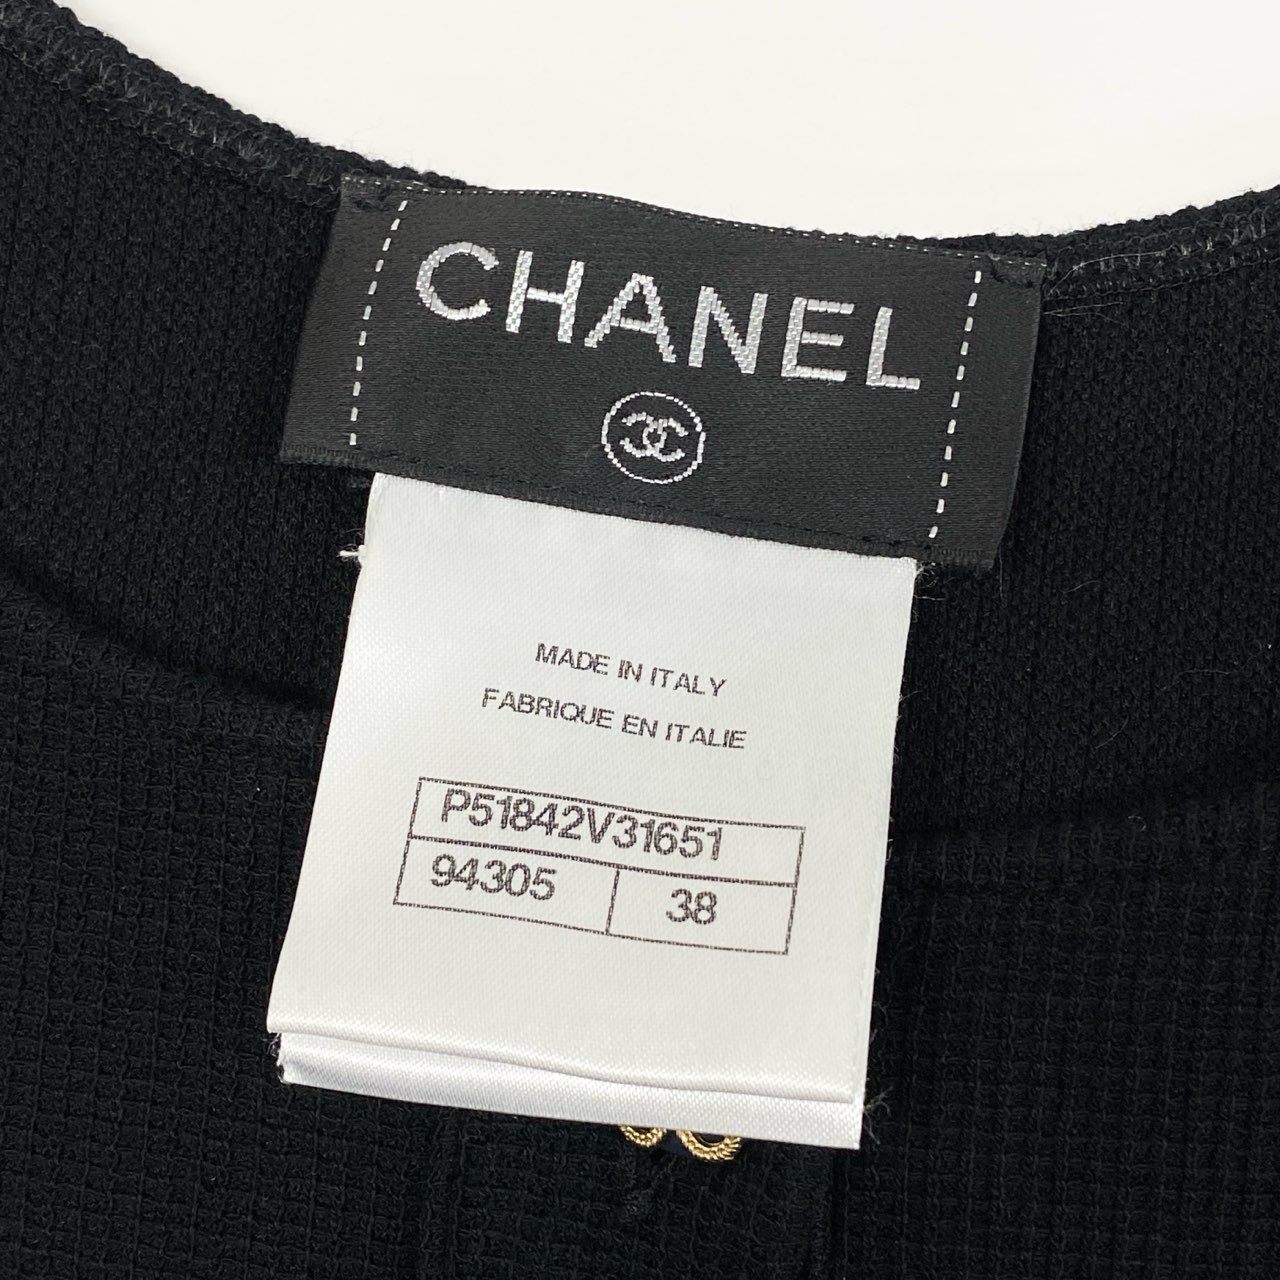 CHANEL
MADE IN ITALY
FABRIQUE EN ITALIE
P51842V31651
94305 38